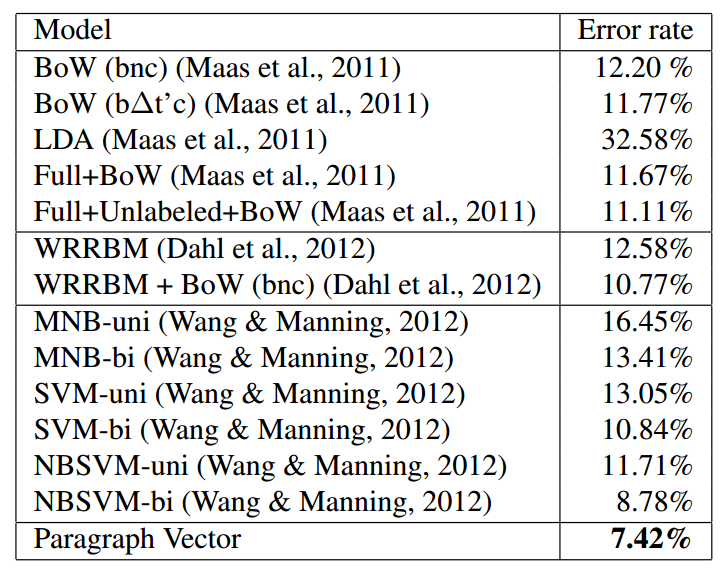 Model Error rate
BoW (bnc) (Maas et al., 2011) 12.20 %
BoW (bΔt’c) (Maas et al., 2011) 11.77%
LDA (Maas et al., 2011) 32.58%
Full+BoW (Maas et al., 2011) 11.67%
Full+Unlabeled+BoW (Maas et al., 2011) 11.11%
WRRBM (Dahl et al., 2012) 12.58%
WRRBM + BoW (bnc) (Dahl et al., 2012) 10.77%
MNB-uni (Wang & Manning, 2012) 16.45%
MNB-bi (Wang & Manning, 2012) 13.41%
SVM-uni (Wang & Manning, 2012) 13.05%
SVM-bi (Wang & Manning, 2012) 10.84%
NBSVM-uni (Wang & Manning, 2012) 11.71%
NBSVM-bi (Wang & Manning, 2012) 8.78%
Paragraph Vector 7.42%